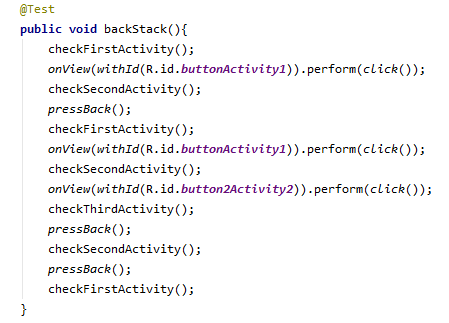 @Test
public void backStack(){
    checkFirstActivity();
    onView(withId(R.id.buttonActivity1)).perform(click());
    checkSecondActivity();
    pressBack();
    checkFirstActivity();
    onView(withId(R.id.buttonActivity1)).perform(click());
    checkSecondActivity();
    onView(withId(R.id.button2Activity2)).perform(click());
    checkThirdActivity();
    pressBack();
    checkSecondActivity();
    pressBack();
    checkFirstActivity();
}